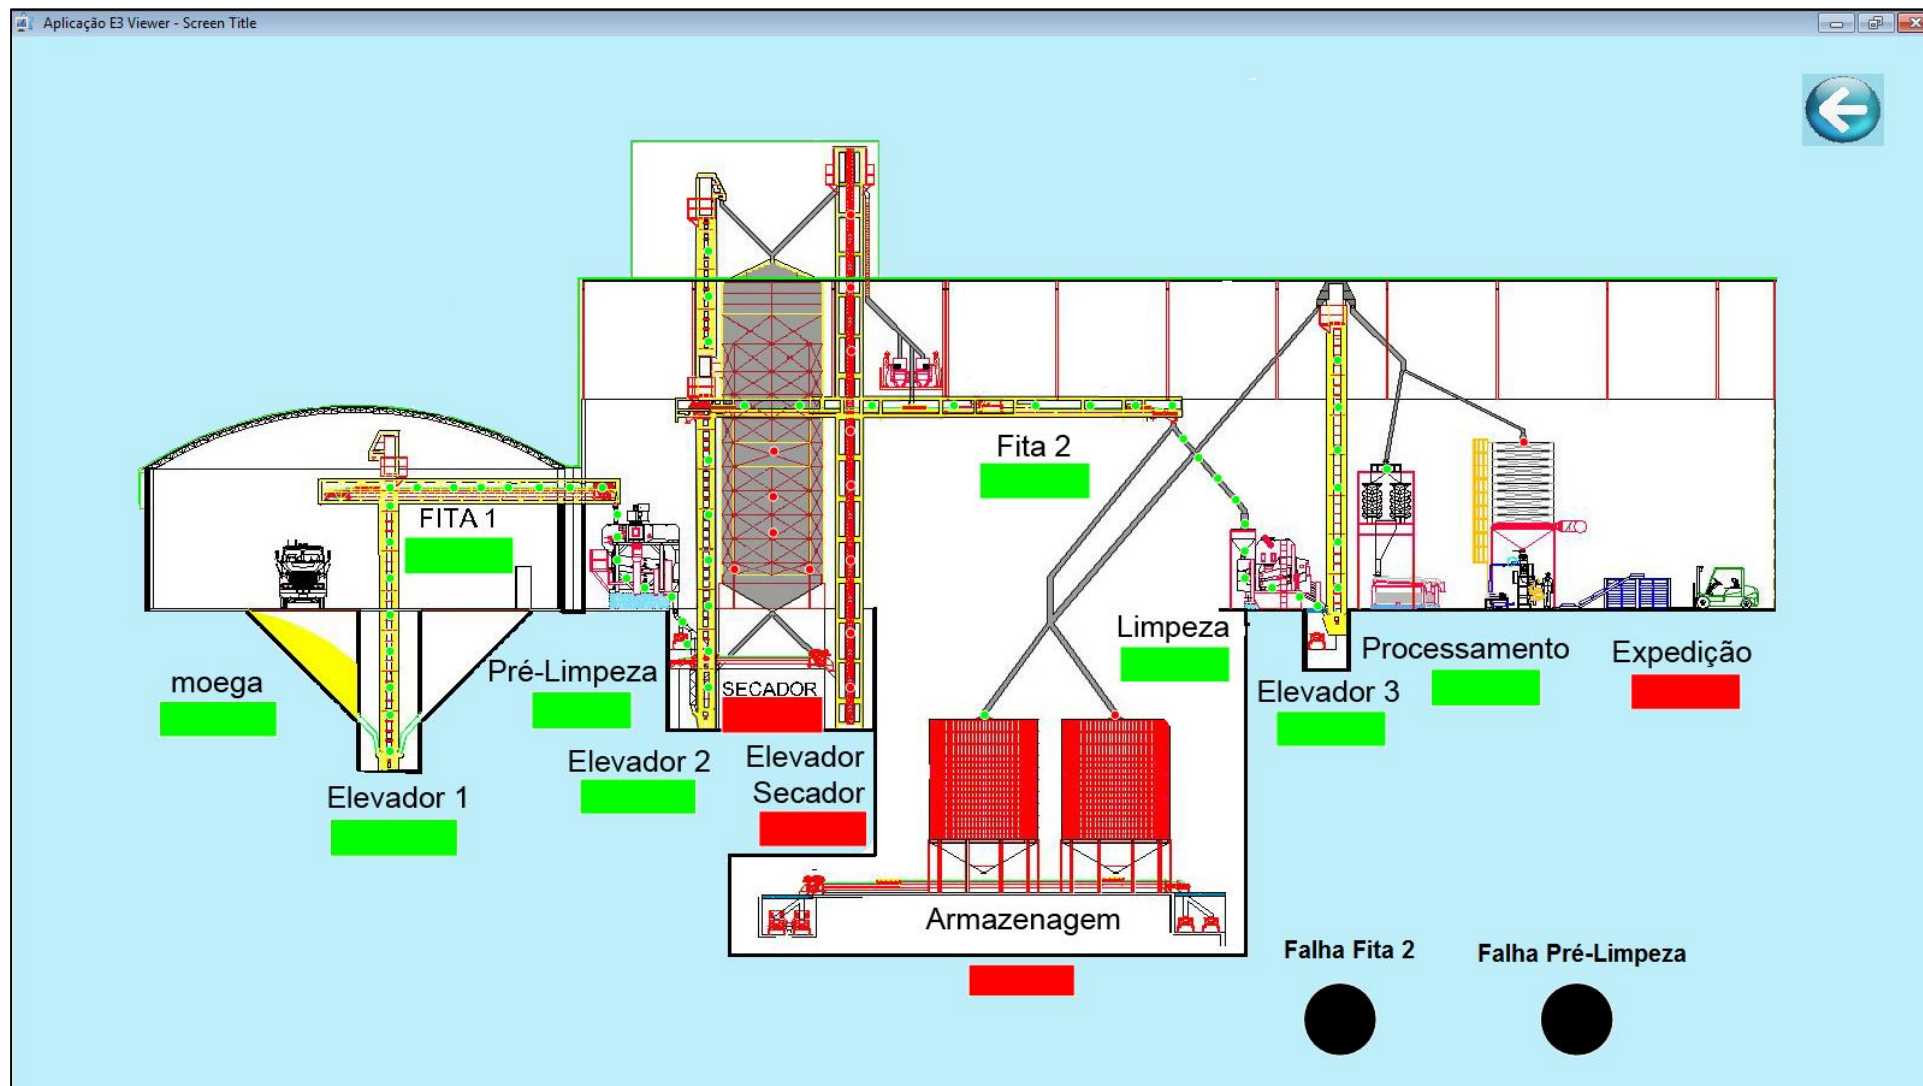 Aplicação E3 Viewer - Screen Title
Fita 2
FITA 1
Limpeza
Processamento
Expedição
moega
Pré-Limpeza
SECADOR
Elevador 3
Elevador 2
Elevador
Secador
Elevador 1
Armazenagem
Falha Fita 2
Falha Pré-Limpeza